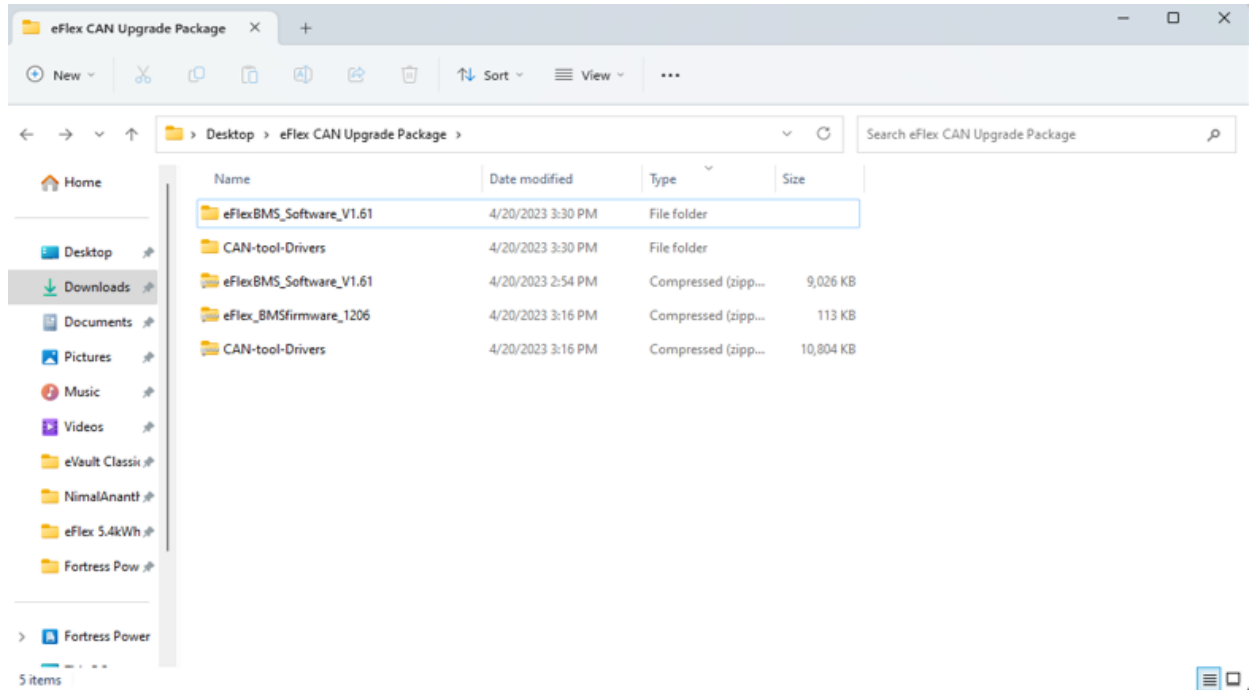 eFlex CAN Upgrade Package
New
Sort
View
Desktop > eFlex CAN Upgrade Package >
Search eFlex CAN Upgrade Package
Name Date modified Type Size
eFlexBMS_Software_V1.61 4/20/2023 3:30 PM File folder
CAN-tool-Drivers 4/20/2023 3:30 PM File folder
eFlexBMS_Software_V1.61 4/20/2023 2:54 PM Compressed (zipp... 9,026 KB
eFlex_BMSfirmware_1206 4/20/2023 3:16 PM Compressed (zipp... 113 KB
CAN-tool-Drivers 4/20/2023 3:16 PM Compressed (zipp... 10,804 KB
Home
Desktop
Downloads
Documents
Pictures
Music
Videos
eVault Classic
NimalAnanth
eFlex 5.4kWh
Fortress Pow
Fortress Power
5 items